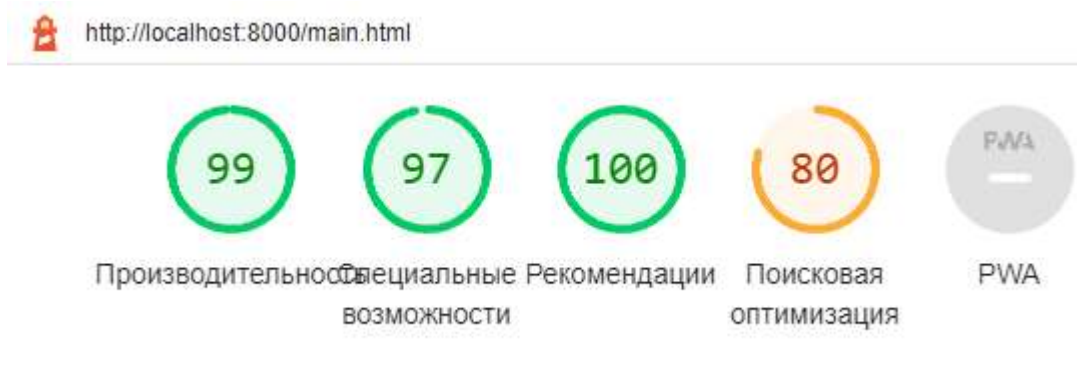 http://localhost:8000/main.html
99 97 100 80 PWA
Производительность Специальные Рекомендации Поисковая PWA
возможности оптимизация